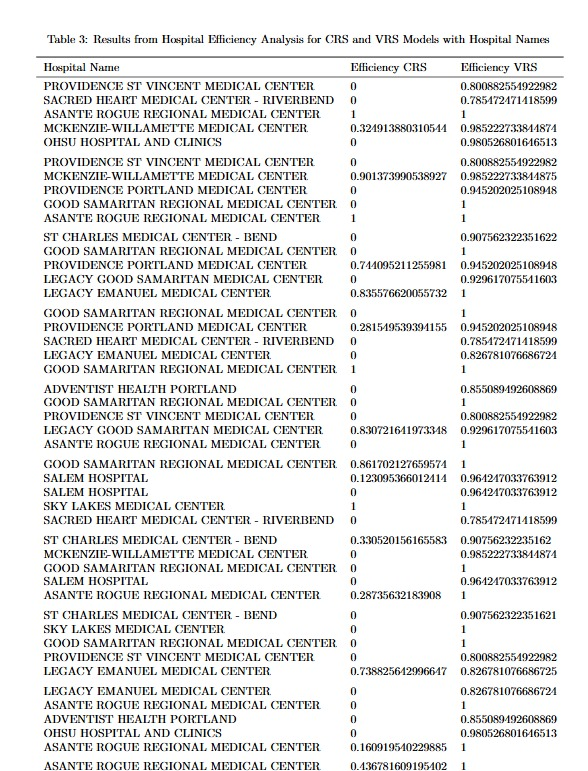 Table 3: Results from Hospital Efficiency Analysis for CRS and VRS Models with Hospital Names
Hospital Name Efficiency CRS Efficiency VRS
PROVIDENCE ST VINCENT MEDICAL CENTER 0 0.800882554922982
SACRED HEART MEDICAL CENTER - RIVERBEND 0 0.785472471418599
ASANTE ROGUE REGIONAL MEDICAL CENTER 1 1
MCKENZIE-WILLAMETTE MEDICAL CENTER 0.324913880310544 0.985222733844874
OHSU HOSPITAL AND CLINICS 0 0.980526801646513
PROVIDENCE ST VINCENT MEDICAL CENTER 0 0.800882554922982
MCKENZIE-WILLAMETTE MEDICAL CENTER 0.901373990538927 0.985222733844875
PROVIDENCE PORTLAND MEDICAL CENTER 0 0.945202025108948
GOOD SAMARITAN REGIONAL MEDICAL CENTER 0 1
ASANTE ROGUE REGIONAL MEDICAL CENTER 1 1
ST CHARLES MEDICAL CENTER - BEND 0 0.907562322351622
GOOD SAMARITAN REGIONAL MEDICAL CENTER 0 1
PROVIDENCE PORTLAND MEDICAL CENTER 0.744095211255981 0.945202025108948
LEGACY GOOD SAMARITAN MEDICAL CENTER 0 0.929617075541603
LEGACY EMANUEL MEDICAL CENTER 0.835576620055732 1
GOOD SAMARITAN REGIONAL MEDICAL CENTER 0 1
PROVIDENCE PORTLAND MEDICAL CENTER 0.281549539394155 0.945202025108948
SACRED HEART MEDICAL CENTER - RIVERBEND 0 0.785472471418599
LEGACY EMANUEL MEDICAL CENTER 0 0.826781076686724
GOOD SAMARITAN REGIONAL MEDICAL CENTER 1 1
ADVENTIST HEALTH PORTLAND 0 0.855089492608869
GOOD SAMARITAN REGIONAL MEDICAL CENTER 0 1
PROVIDENCE ST VINCENT MEDICAL CENTER 0 0.800882554922982
LEGACY GOOD SAMARITAN MEDICAL CENTER 0.830721641973348 0.929617075541603
ASANTE ROGUE REGIONAL MEDICAL CENTER 0 1
GOOD SAMARITAN REGIONAL MEDICAL CENTER 0.861702127659574 1
SALEM HOSPITAL 0.123095366012414 0.964247033763912
SALEM HOSPITAL 0 0.964247033763912
SKY LAKES MEDICAL CENTER 1 1
SACRED HEART MEDICAL CENTER - RIVERBEND 0 0.785472471418599
ST CHARLES MEDICAL CENTER - BEND 0.330520156165583 0.90756232235162
MCKENZIE-WILLAMETTE MEDICAL CENTER 0 0.985222733844874
GOOD SAMARITAN REGIONAL MEDICAL CENTER 0 1
SALEM HOSPITAL 0 0.964247033763912
ASANTE ROGUE REGIONAL MEDICAL CENTER 0.28735632183908 1
ST CHARLES MEDICAL CENTER - BEND 0 0.907562322351621
SKY LAKES MEDICAL CENTER 0 1
GOOD SAMARITAN REGIONAL MEDICAL CENTER 0 1
PROVIDENCE ST VINCENT MEDICAL CENTER 0 0.800882554922982
LEGACY EMANUEL MEDICAL CENTER 0.738825642996647 0.826781076686725
LEGACY EMANUEL MEDICAL CENTER 0 0.826781076686724
ASANTE ROGUE REGIONAL MEDICAL CENTER 0 1
ADVENTIST HEALTH PORTLAND 0 0.855089492608869
OHSU HOSPITAL AND CLINICS 0 0.980526801646513
ASANTE ROGUE REGIONAL MEDICAL CENTER 0.160919540229885 1
ASANTE ROGUE REGIONAL MEDICAL CENTER 0.436781609195402 1